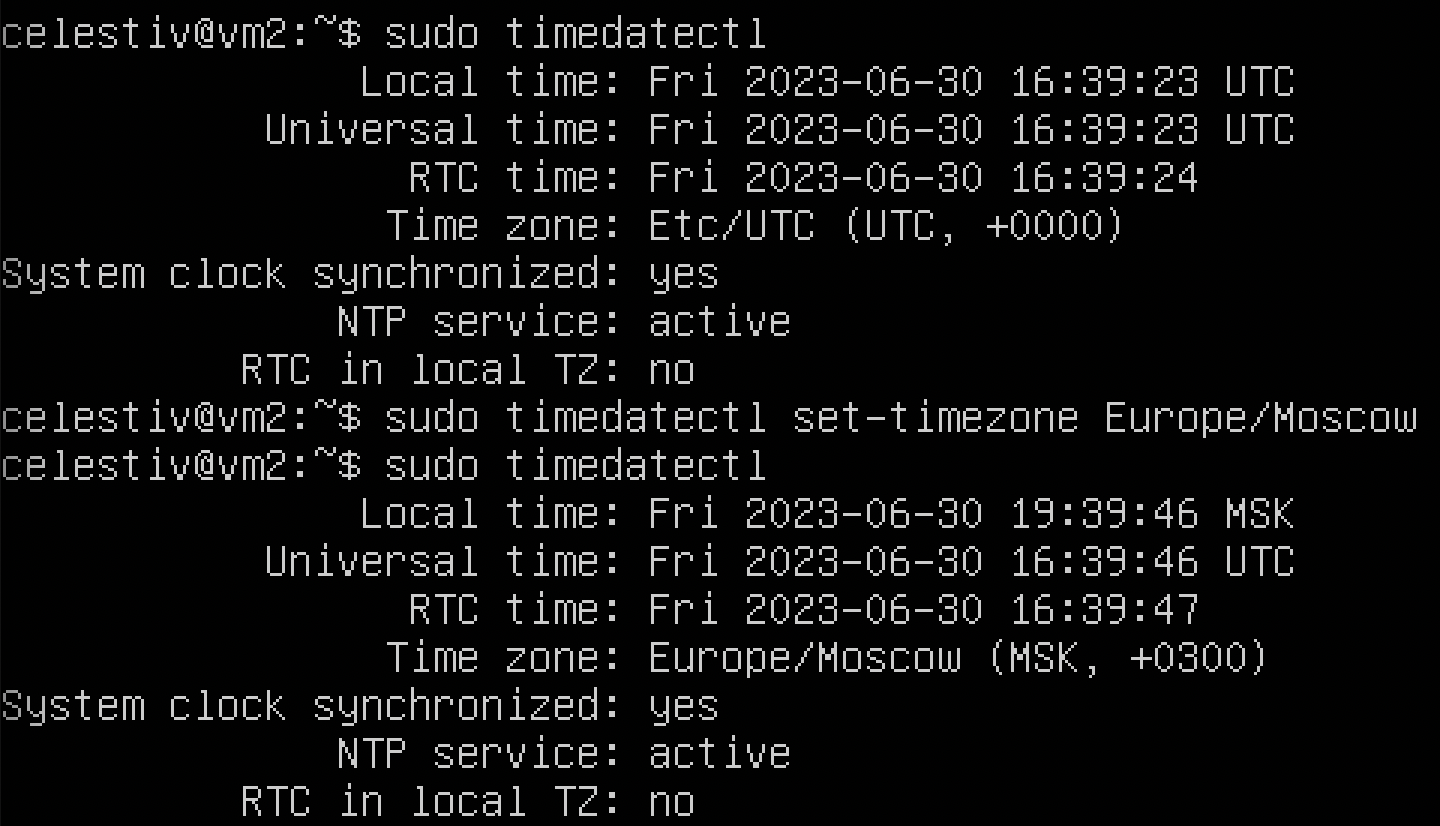 celestiv@vm2:~$ sudo timedatectl
Local time: Fri 2023-06-30 16:39:23 UTC
Universal time: Fri 2023-06-30 16:39:23 UTC
RTC time: Fri 2023-06-30 16:39:24
Time zone: Etc/UTC (UTC, +0000)
System clock synchronized: yes
NTP service: active
RTC in local TZ: no
celestiv@vm2:~$ sudo timedatectl set-timezone Europe/Moscow
celestiv@vm2:~$ sudo timedatectl
Local time: Fri 2023-06-30 19:39:46 MSK
Universal time: Fri 2023-06-30 16:39:46 UTC
RTC time: Fri 2023-06-30 16:39:47
Time zone: Europe/Moscow (MSK, +0300)
System clock synchronized: yes
NTP service: active
RTC in local TZ: no